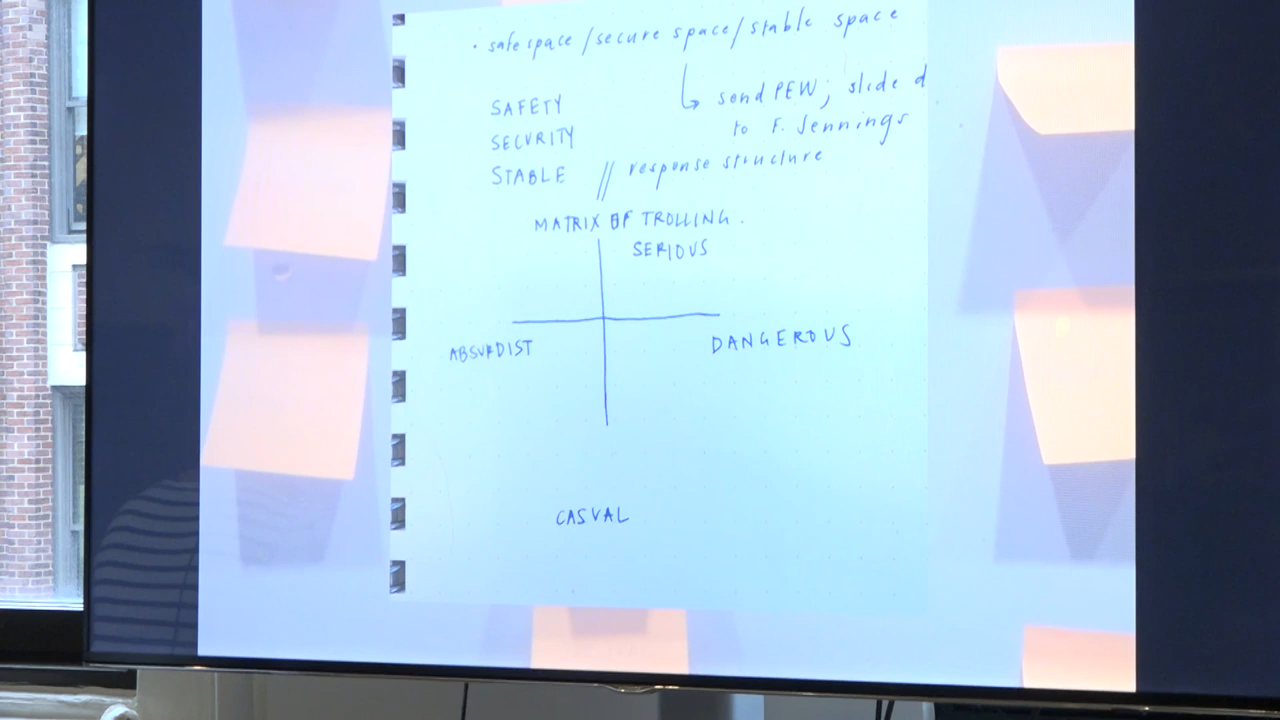 · safe space / secure space / stable space
↳ send PEW; slide d
to F. Jennings
SAFETY
SECURITY
STABLE // response structure
MATRIX OF TROLLING.
SERIOUS
ABSURDIST
DANGEROUS
CASUAL